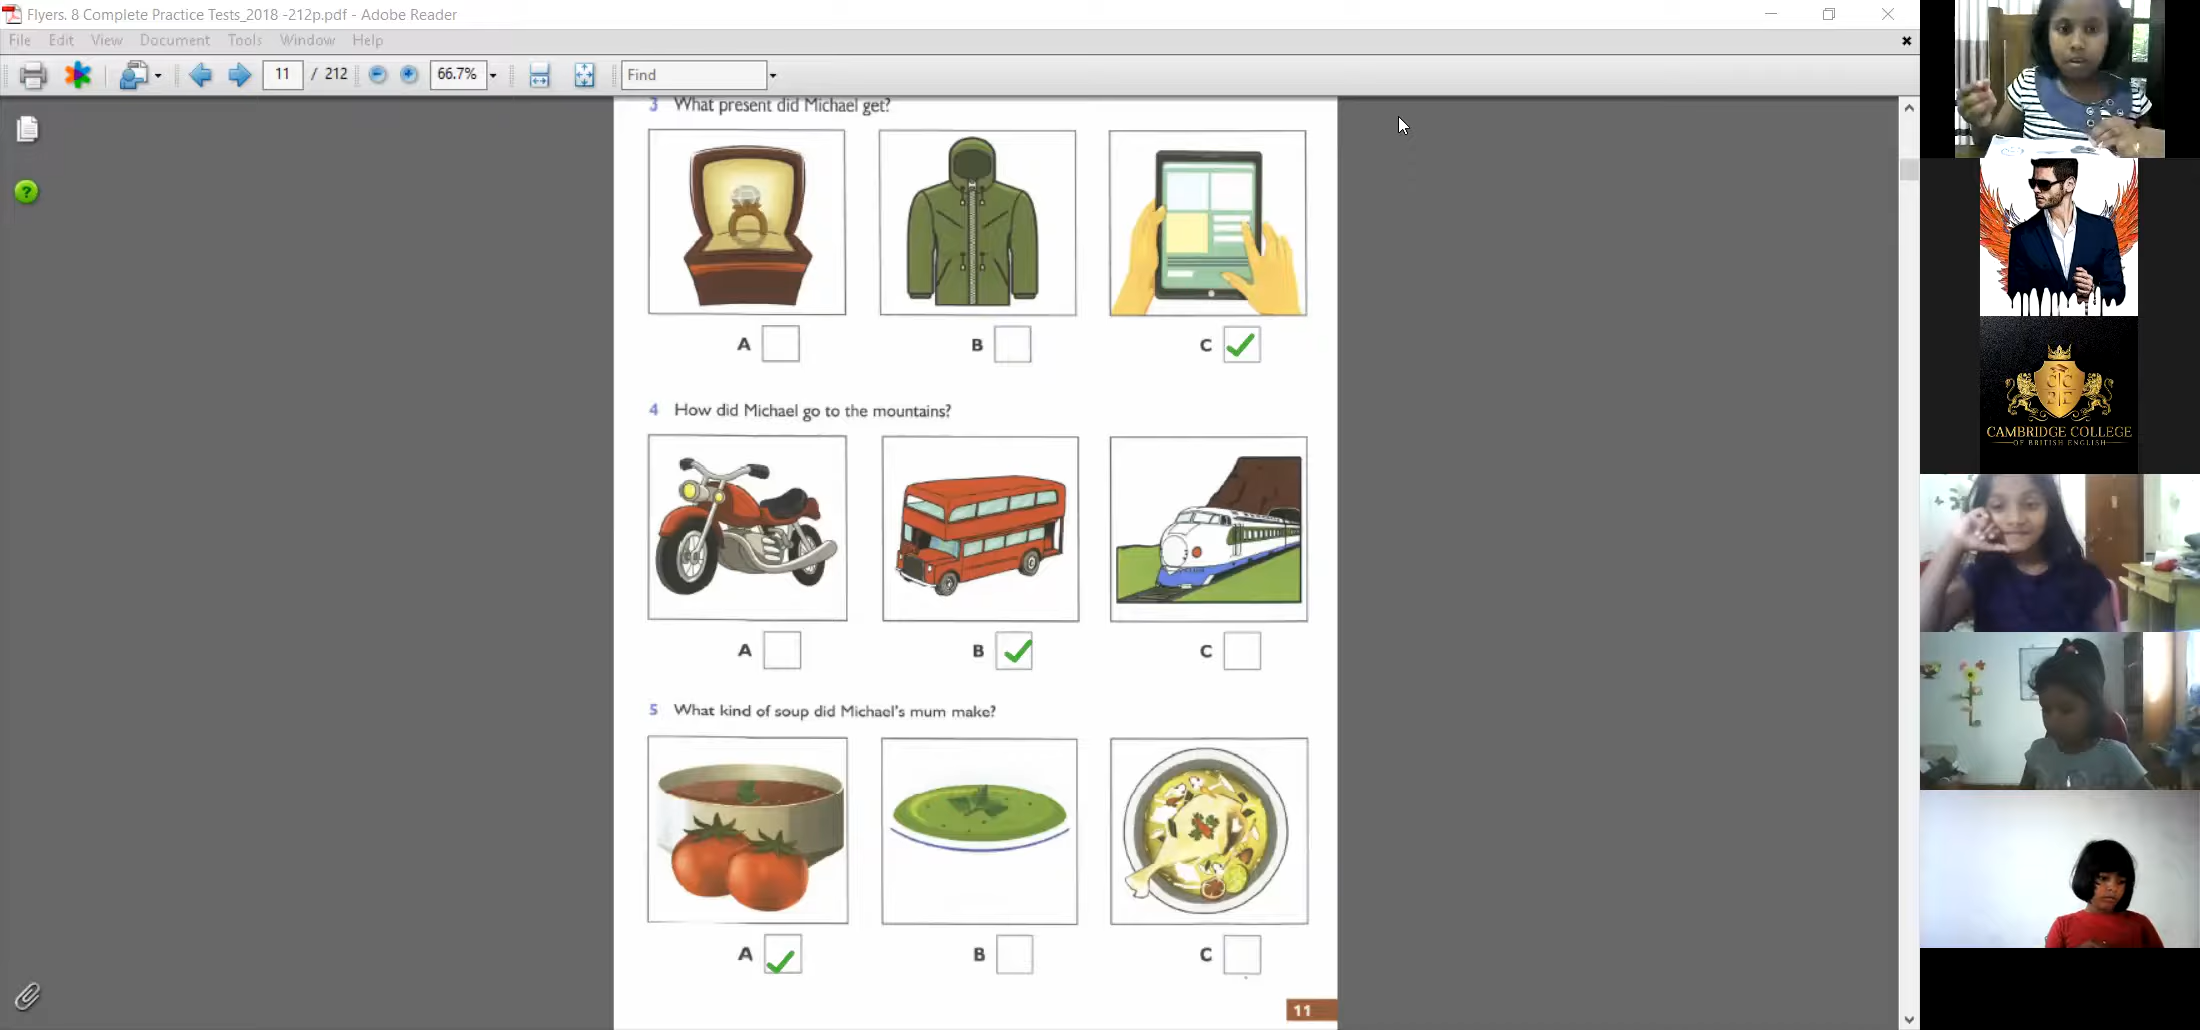 Flyers. 8 Complete Practice Tests_2018 -212p.pdf - Adobe Reader
File Edit View Document Tools Window Help
11 / 212 66.7% Find
3 What present did Michael get?
A B C
4 How did Michael go to the mountains?
A B C
5 What kind of soup did Michael's mum make?
A B C
11
CAMBRIDGE COLLEGE
OF BRITISH ENGLISH